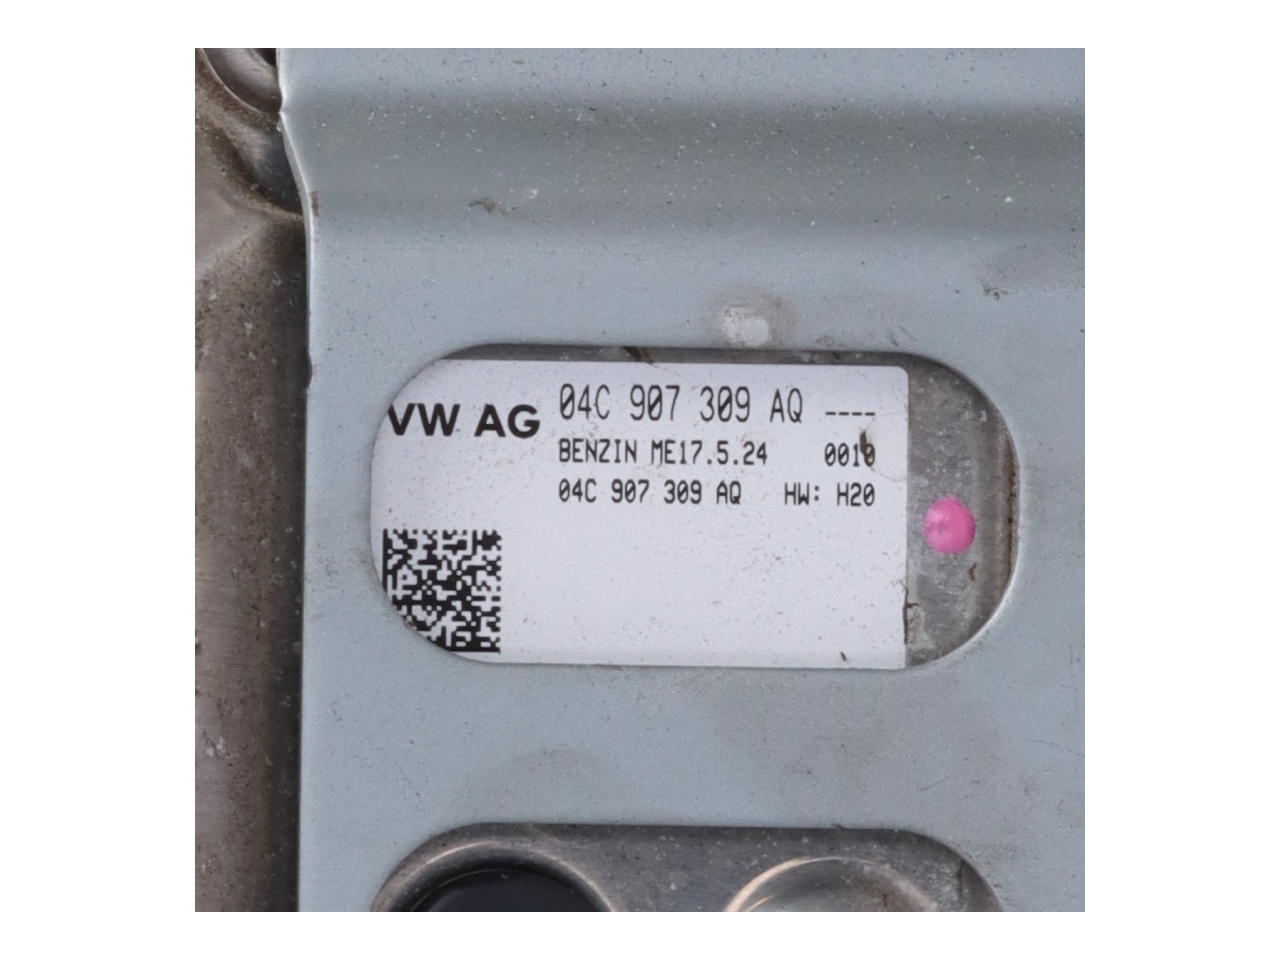 VW AG
04C 907 309 AQ ----
BENZIN ME17.5.24 0010
04C 907 309 AQ HW: H20